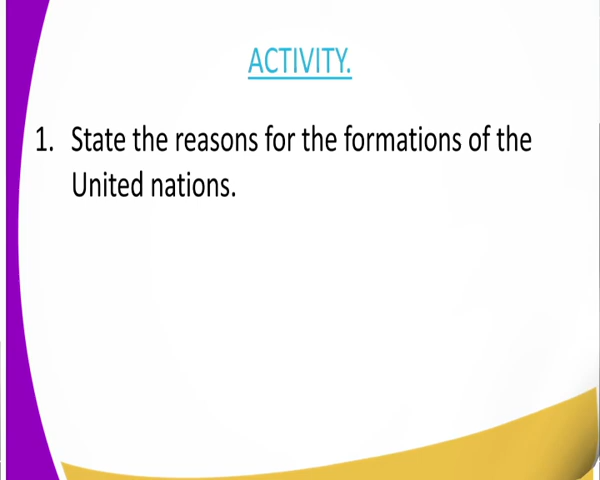 ACTIVITY.
1. State the reasons for the formations of the
United nations.